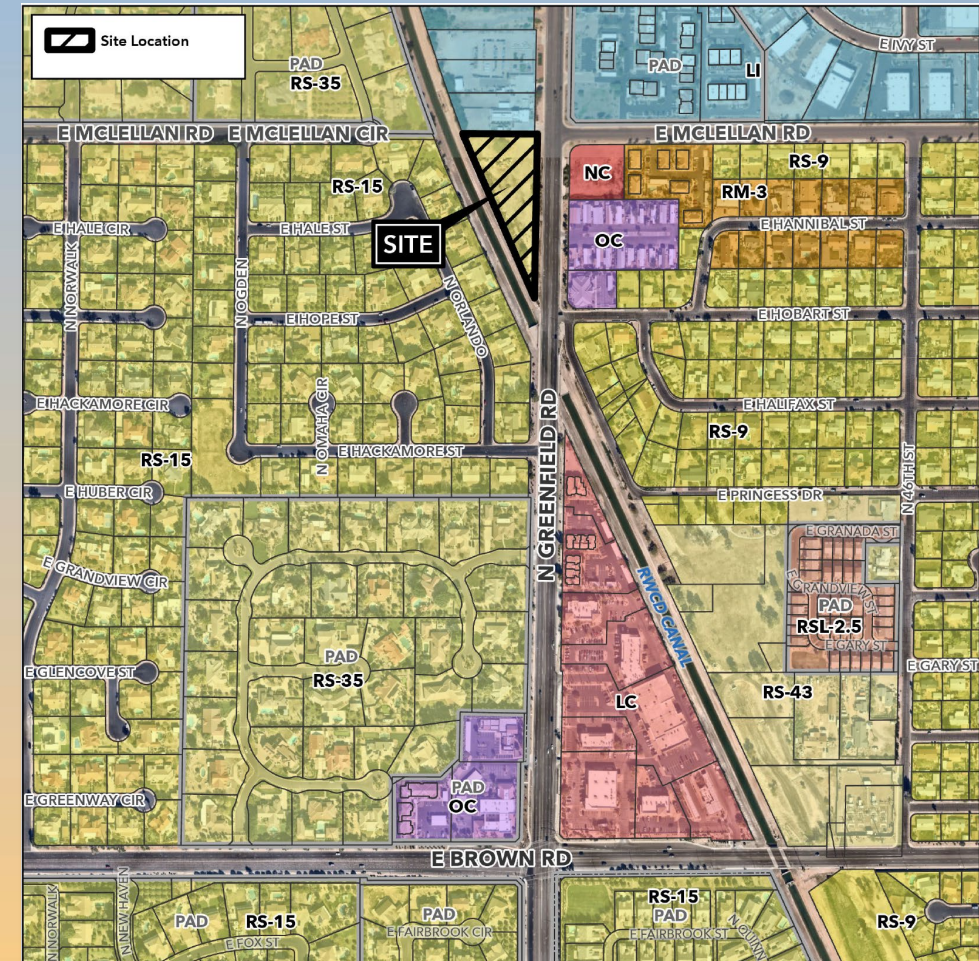 Site Location
E IVY ST
PAD
RS-35
PAD
LI
E MCLELLAN RD
E MCLELLAN CIR
E MCLELLAN RD
RS-15
NC
RS-9
RM-3
E HALE CIR
E HALE ST
SITE
OC
E HANNIBAL ST
N NORWALK
N OGDEN
N ORLANDO
E HOPE ST
E HOBART ST
N OMAHA CIR
E HACKAMORE CIR
E HALIFAX ST
RS-9
N GREENFIELD RD
E HACKAMORE ST
RS-15
N 46TH ST
E HUBER CIR
E PRINCESS DR
E GRANADA ST
E GRANDVIEW CIR
RWCD CANAL
E GRANDVIEW ST
PAD
RSL-2.5
E GARY ST
PAD
RS-35
E GLENCOVE ST
E GARY ST
RS-43
LC
PAD
OC
E GREENWAY CIR
E BROWN RD
N NORWALK
N NEW HAVEN
PAD
RS-15
E FOX ST
PAD
E FAIRBROOK CIR
RS-15
PAD
E FAIRBROOK ST
N QUINN
RS-9